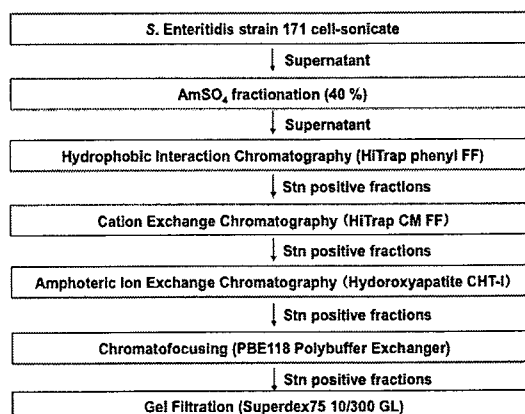 S. Enteritidis strain 171 cell-sonicate
Supernatant
AmSO₄ fractionation (40 %)
Supernatant
Hydrophobic Interaction Chromatography (HiTrap phenyl FF)
Stn positive fractions
Cation Exchange Chromatography (HiTrap CM FF)
Stn positive fractions
Amphoteric Ion Exchange Chromatography (Hydoroxyapatite CHT-I)
Stn positive fractions
Chromatofocusing (PBE118 Polybuffer Exchanger)
Stn positive fractions
Gel Filtration (Superdex75 10/300 GL)